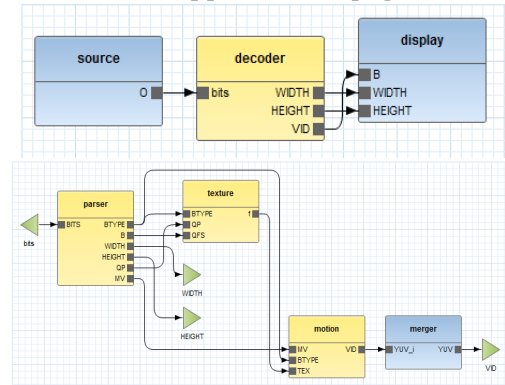 source
O
decoder
bits
WIDTH
HEIGHT
VID
display
B
WIDTH
HEIGHT
bits
parser
BITS
BTYPE
B
WIDTH
HEIGHT
QP
MV
texture
BTYPE
QP
QFS
f
WIDTH
HEIGHT
motion
MV
BTYPE
TEX
VID
merger
YUV_i
YUV
VID